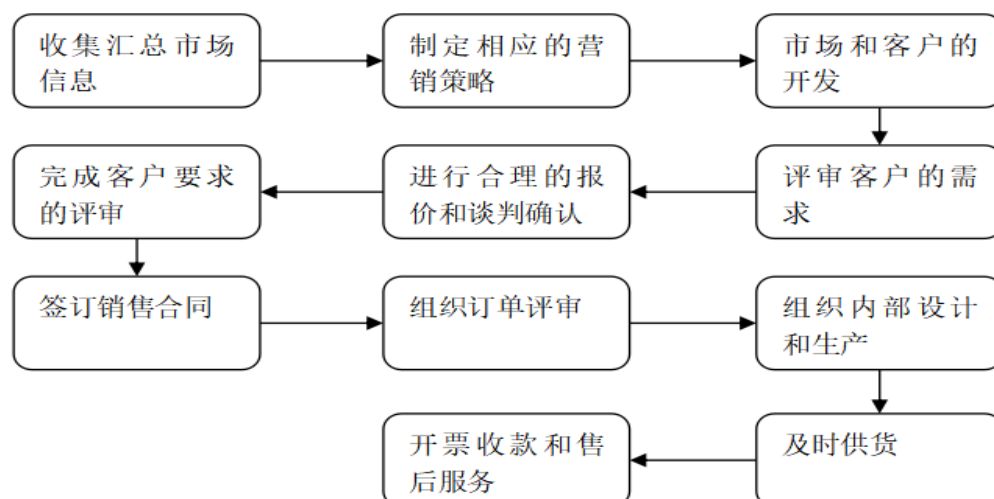 收集汇总市场
信息
制定相应的营
销策略
市场和客户的
开发
评审客户的需
求
进行合理的报
价和谈判确认
完成客户要求
的评审
签订销售合同
组织订单评审
组织内部设计
和生产
及时供货
开票收款和售
后服务